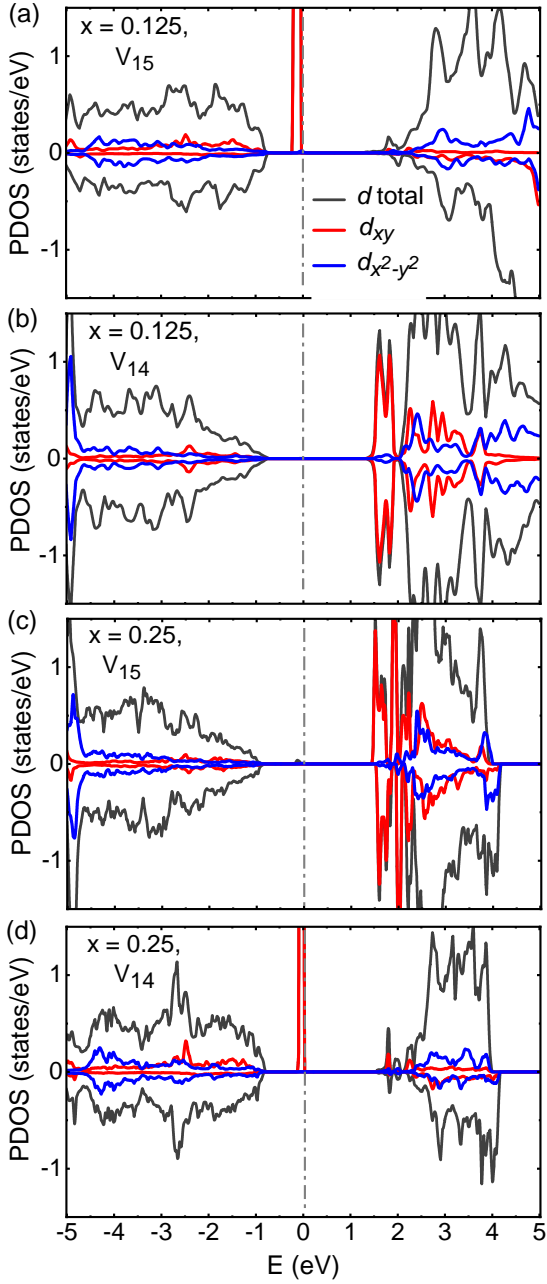 (a)
x = 0.125,
V15
1
0
-1
PDOS (states/eV)
d total
dxy
dx2-y2
(b)
x = 0.125,
V14
1
0
-1
PDOS (states/eV)
(c)
x = 0.25,
V15
1
0
-1
PDOS (states/eV)
(d)
x = 0.25,
V14
1
0
-1
PDOS (states/eV)
-5 -4 -3 -2 -1 0 1 2 3 4 5
E (eV)